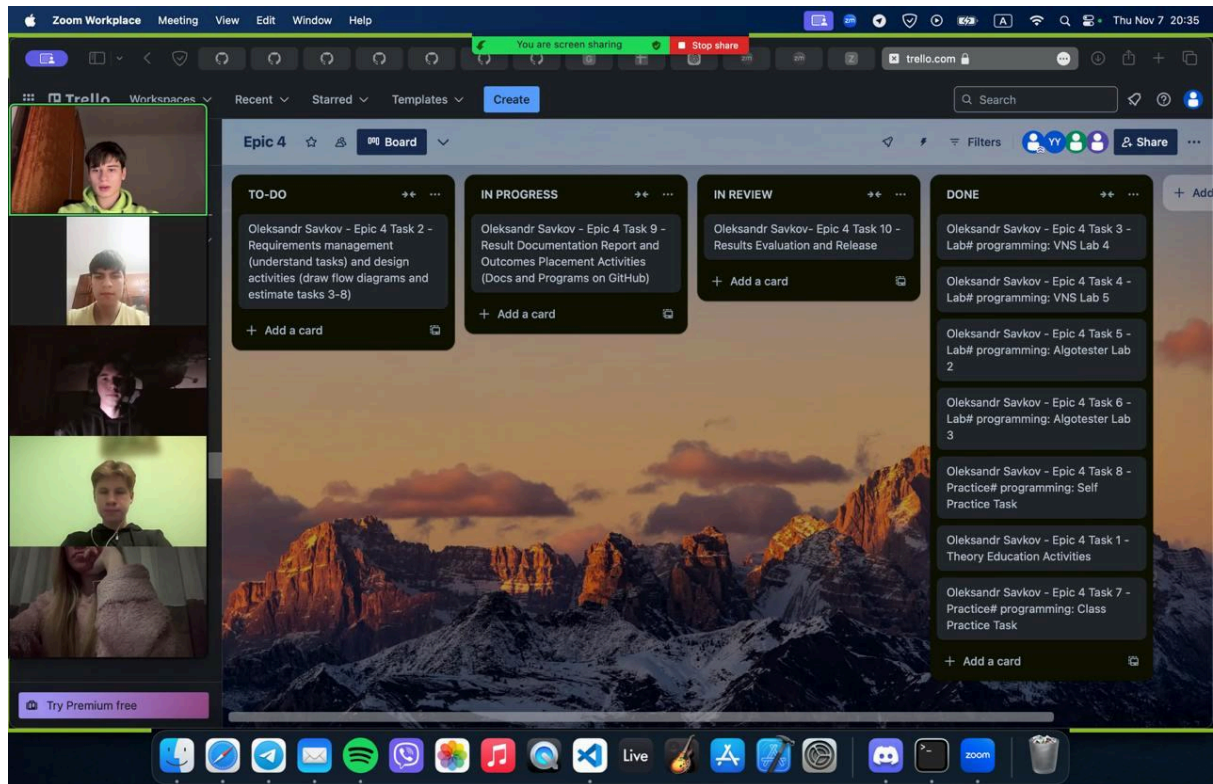 Zoom Workplace Meeting View Edit Window Help
A
Thu Nov 7 20:35
You are screen sharing
Stop share
G
zm
zm
Z
trello.com
Trello
Workspaces
Recent
Starred
Templates
Create
Search
Epic 4
Board
Filters
YY
Share
TO-DO
Oleksandr Savkov - Epic 4 Task 2 -
Requirements management
(understand tasks) and design
activities (draw flow diagrams and
estimate tasks 3-8)
+ Add a card
IN PROGRESS
Oleksandr Savkov - Epic 4 Task 9 -
Result Documentation Report and
Outcomes Placement Activities
(Docs and Programs on GitHub)
+ Add a card
IN REVIEW
Oleksandr Savkov- Epic 4 Task 10 -
Results Evaluation and Release
+ Add a card
DONE
Oleksandr Savkov - Epic 4 Task 3 -
Lab# programming: VNS Lab 4
Oleksandr Savkov - Epic 4 Task 4 -
Lab# programming: VNS Lab 5
Oleksandr Savkov - Epic 4 Task 5 -
Lab# programming: Algotester Lab
2
Oleksandr Savkov - Epic 4 Task 6 -
Lab# programming: Algotester Lab
3
Oleksandr Savkov - Epic 4 Task 8 -
Practice# programming: Self
Practice Task
Oleksandr Savkov - Epic 4 Task 1 -
Theory Education Activities
Oleksandr Savkov - Epic 4 Task 7 -
Practice# programming: Class
Practice Task
+ Add a card
+ Add
Try Premium free
Live
zoom